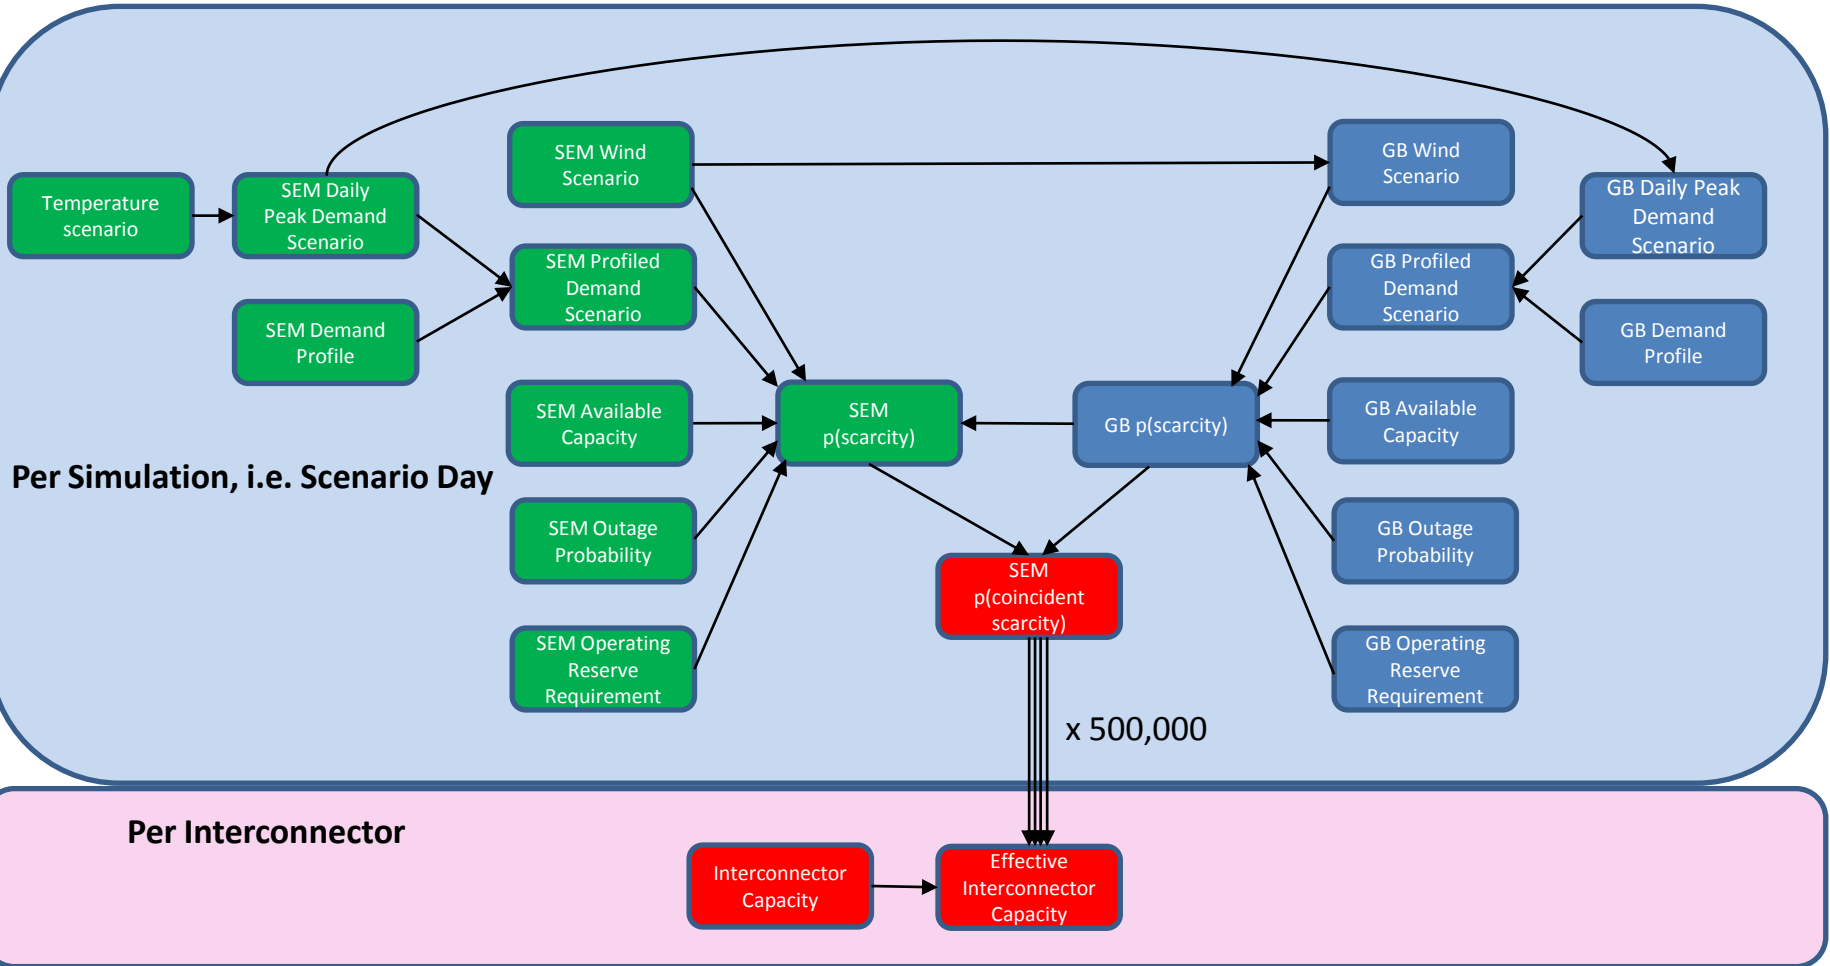 SEM Wind
Scenario
GB Wind
Scenario
Temperature
scenario
SEM Daily
Peak Demand
Scenario
GB Daily Peak
Demand
Scenario
SEM Profiled
Demand
Scenario
GB Profiled
Demand
Scenario
SEM Demand
Profile
GB Demand
Profile
SEM Available
Capacity
SEM
p(scarcity)
GB p(scarcity)
GB Available
Capacity
Per Simulation, i.e. Scenario Day
SEM Outage
Probability
GB Outage
Probability
SEM
p(coincident
scarcity)
SEM Operating
Reserve
Requirement
GB Operating
Reserve
Requirement
x 500,000
Per Interconnector
Interconnector
Capacity
Effective
Interconnector
Capacity